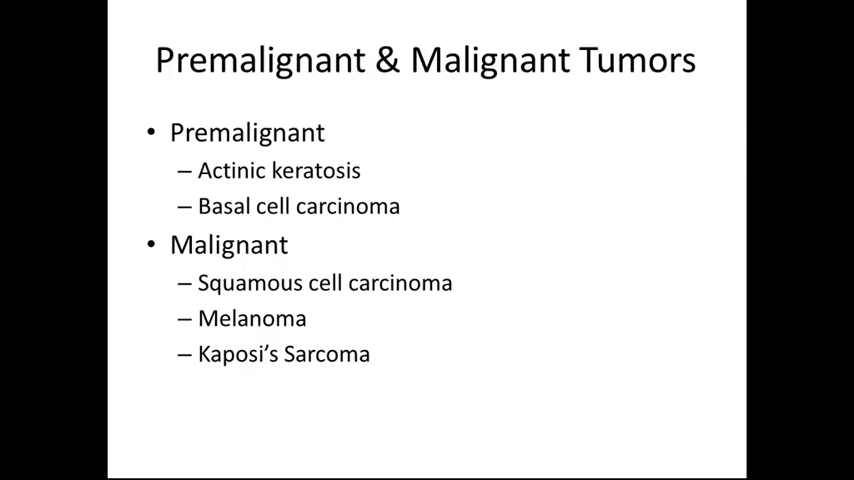 Premalignant & Malignant Tumors
• Premalignant
– Actinic keratosis
– Basal cell carcinoma
• Malignant
– Squamous cell carcinoma
– Melanoma
– Kaposi’s Sarcoma